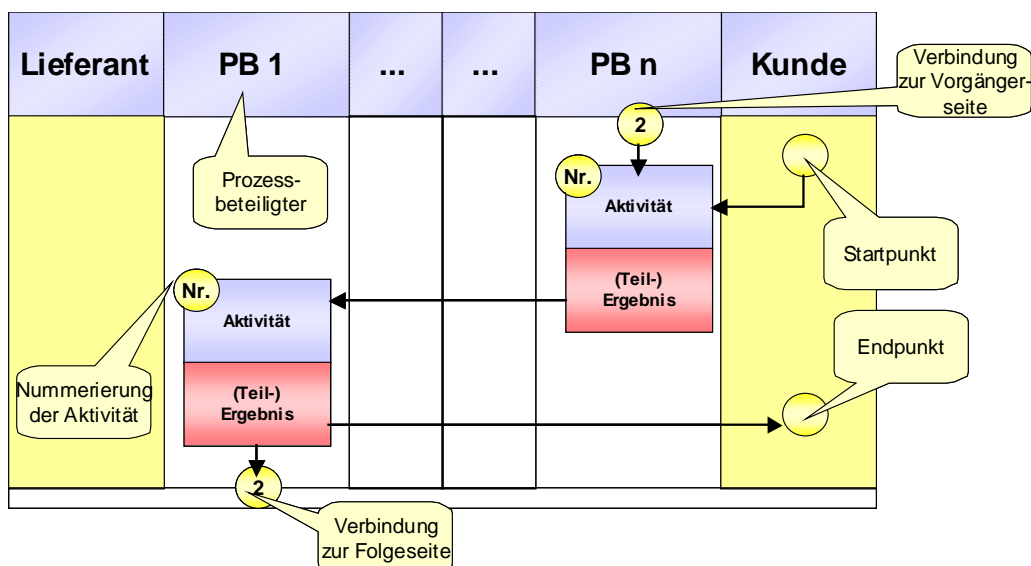 Lieferant
PB 1
...
...
PB n
Kunde
Verbindung
zur Vorgänger-
seite
2
Nr.
Aktivität
Prozess-
beteiligter
Startpunkt
(Teil-)
Ergebnis
Nr.
Aktivität
Endpunkt
Nummerierung
der Aktivität
(Teil-)
Ergebnis
2
Verbindung
zur Folgeseite